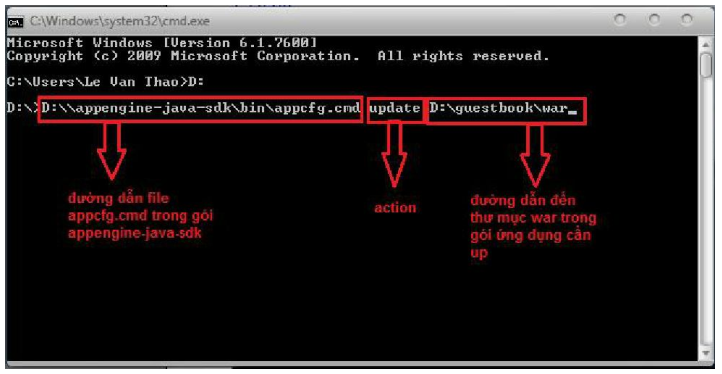 C:\Windows\system32\cmd.exe
Microsoft Windows [Version 6.1.7600]
Copyright (c) 2009 Microsoft Corporation.  All rights reserved.
C:\Users\Le Van Thao>D:
D:\>D:\\appengine-java-sdk\bin\appcfg.cmd update D:\guestbook\war_
đường dẫn file
appcfg.cmd trong gói
appengine-java-sdk
action
đường dẫn đến
thư mục war trong
gói ứng dụng cần
up